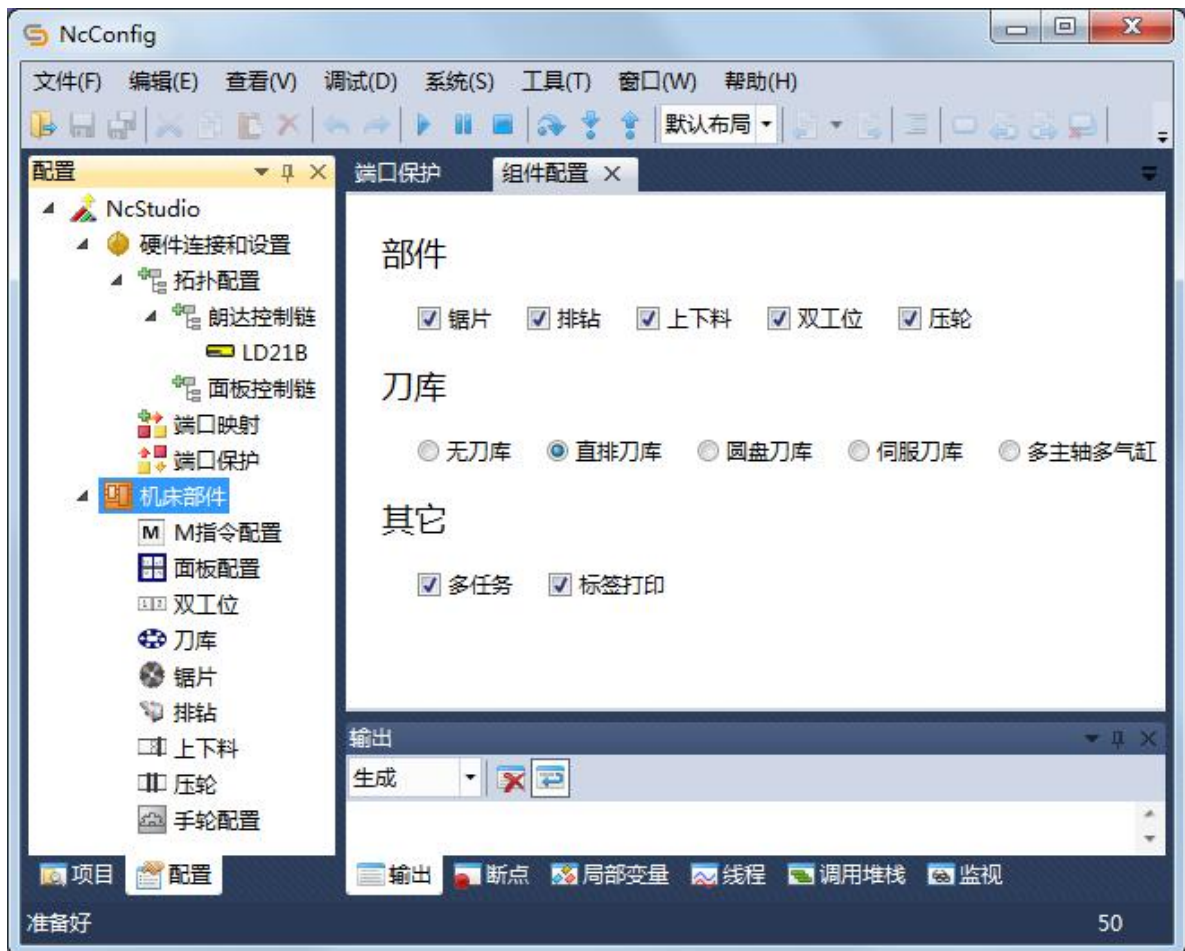 NcConfig
文件(F) 编辑(E) 查看(V) 调试(D) 系统(S) 工具(T) 窗口(W) 帮助(H)
默认布局
配置
NcStudio
硬件连接和设置
拓扑配置
朗达控制链
LD21B
面板控制链
端口映射
端口保护
机床部件
M M指令配置
面板配置
双工位
刀库
锯片
排钻
上下料
压轮
手轮配置
项目 配置
端口保护 组件配置
部件
锯片 排钻 上下料 双工位 压轮
刀库
无刀库 直排刀库 圆盘刀库 伺服刀库 多主轴多气缸
其它
多任务 标签打印
输出
生成
输出 断点 局部变量 线程 调用堆栈 监视
准备好 50